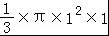 1/3 × π × 1² × 1